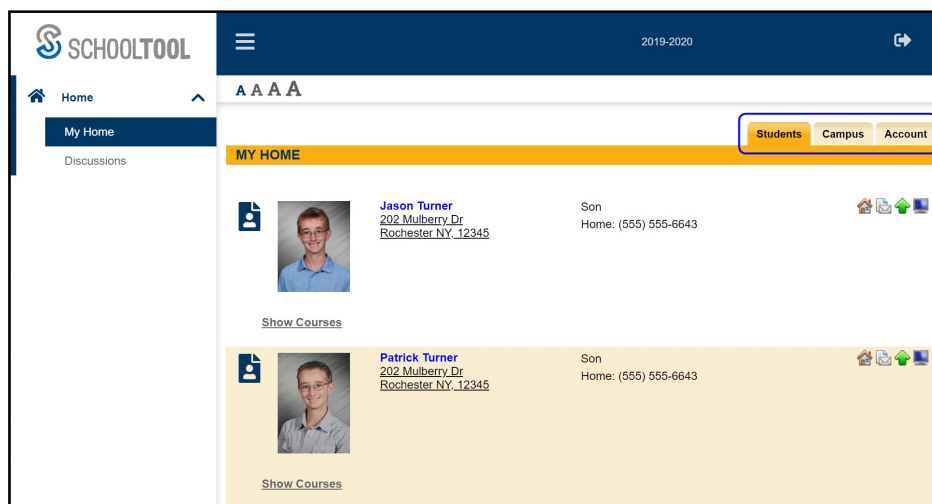 SCHOOLTOOL
2019-2020
Home
A A A A
My Home
Discussions
Students Campus Account
MY HOME
Jason Turner
202 Mulberry Dr
Rochester NY, 12345
Son
Home: (555) 555-6643
Show Courses
Patrick Turner
202 Mulberry Dr
Rochester NY, 12345
Son
Home: (555) 555-6643
Show Courses